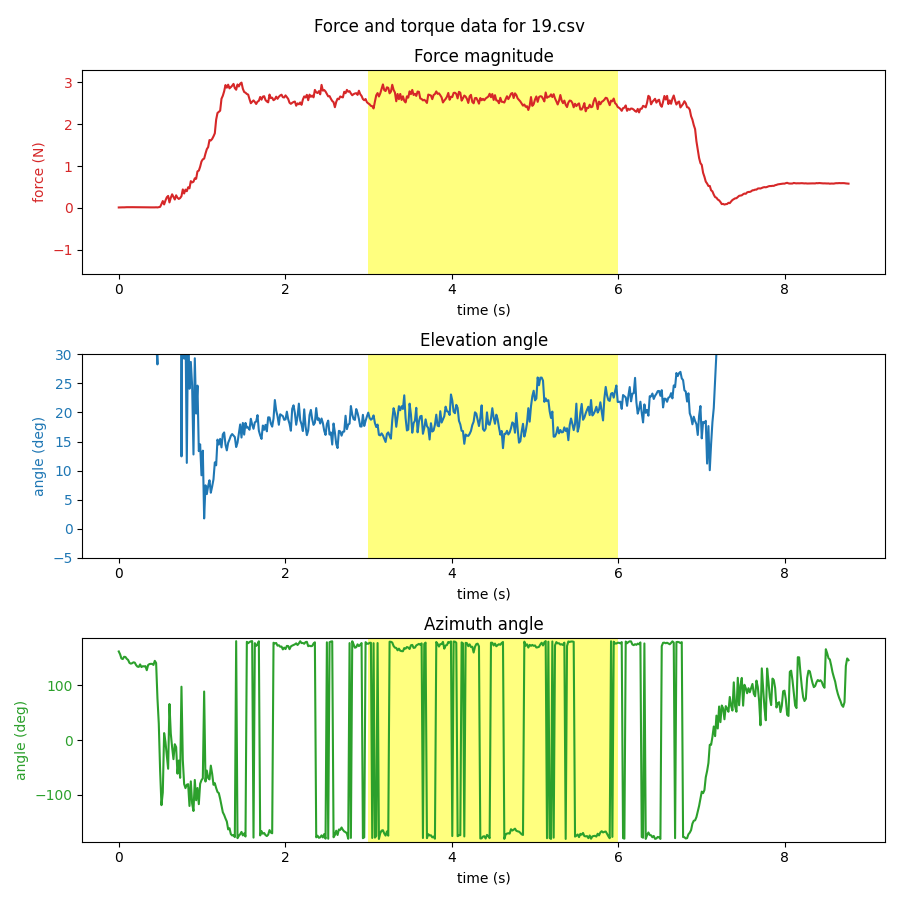 Force and torque data for 19.csv
Force magnitude
3
2
1
0
−1
force (N)
0 2 4 6 8
time (s)
Elevation angle
30
25
20
15
10
5
0
−5
angle (deg)
0 2 4 6 8
time (s)
Azimuth angle
100
0
−100
angle (deg)
0 2 4 6 8
time (s)